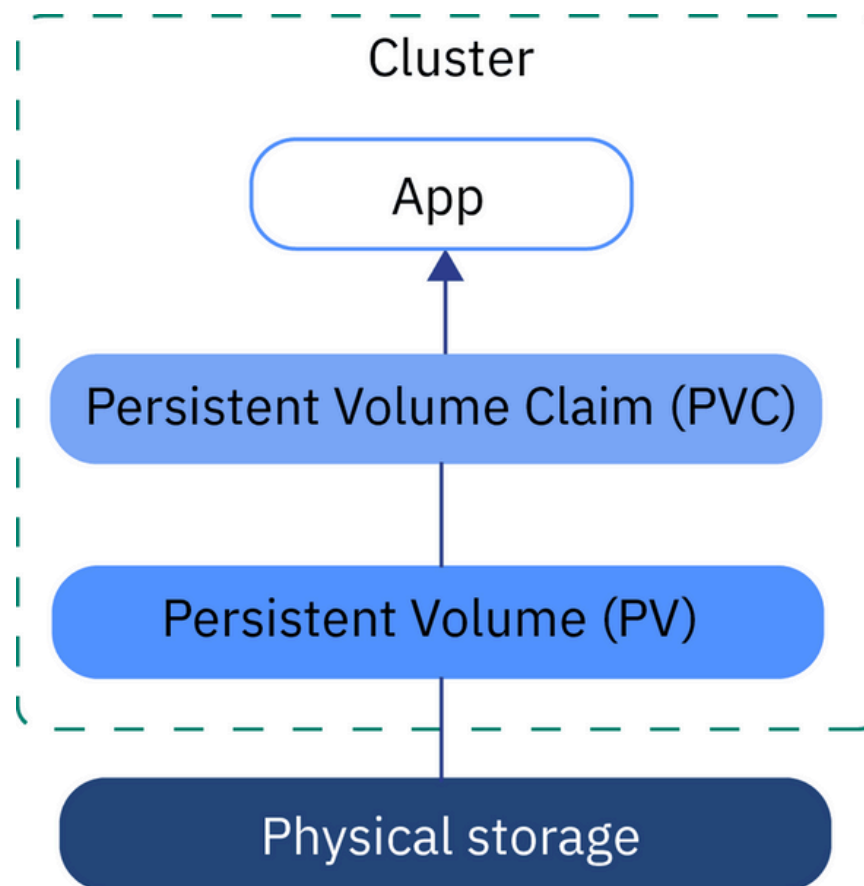 Cluster
App
Persistent Volume Claim (PVC)
Persistent Volume (PV)
Physical storage